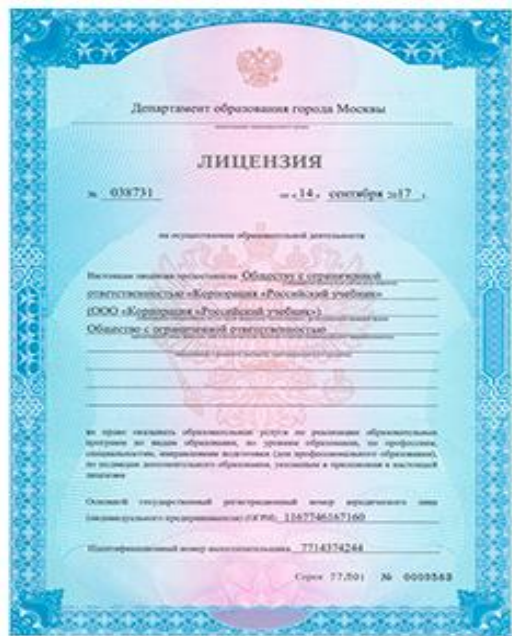 Департамент образования города Москвы
ЛИЦЕНЗИЯ
№ 038731 от «14» сентября 2017 г.
на осуществление образовательной деятельности
Настоящая лицензия предоставлена Обществу с ограниченной
ответственностью «Корпорация «Российский учебник»
(ООО «Корпорация «Российский учебник»)
Общество с ограниченной ответственностью
на право оказывать образовательные услуги по реализации образовательных
программ по видам образования, по уровням образования, по профессиям,
специальностям, направлениям подготовки (для профессионального образования),
по подвидам дополнительного образования, указанным в приложении к настоящей
лицензии
Основной государственный регистрационный номер юридического лица
(индивидуального предпринимателя) (ОГРН) 1167746167160
Идентификационный номер налогоплательщика 7714374244
Серия 77Л01 №